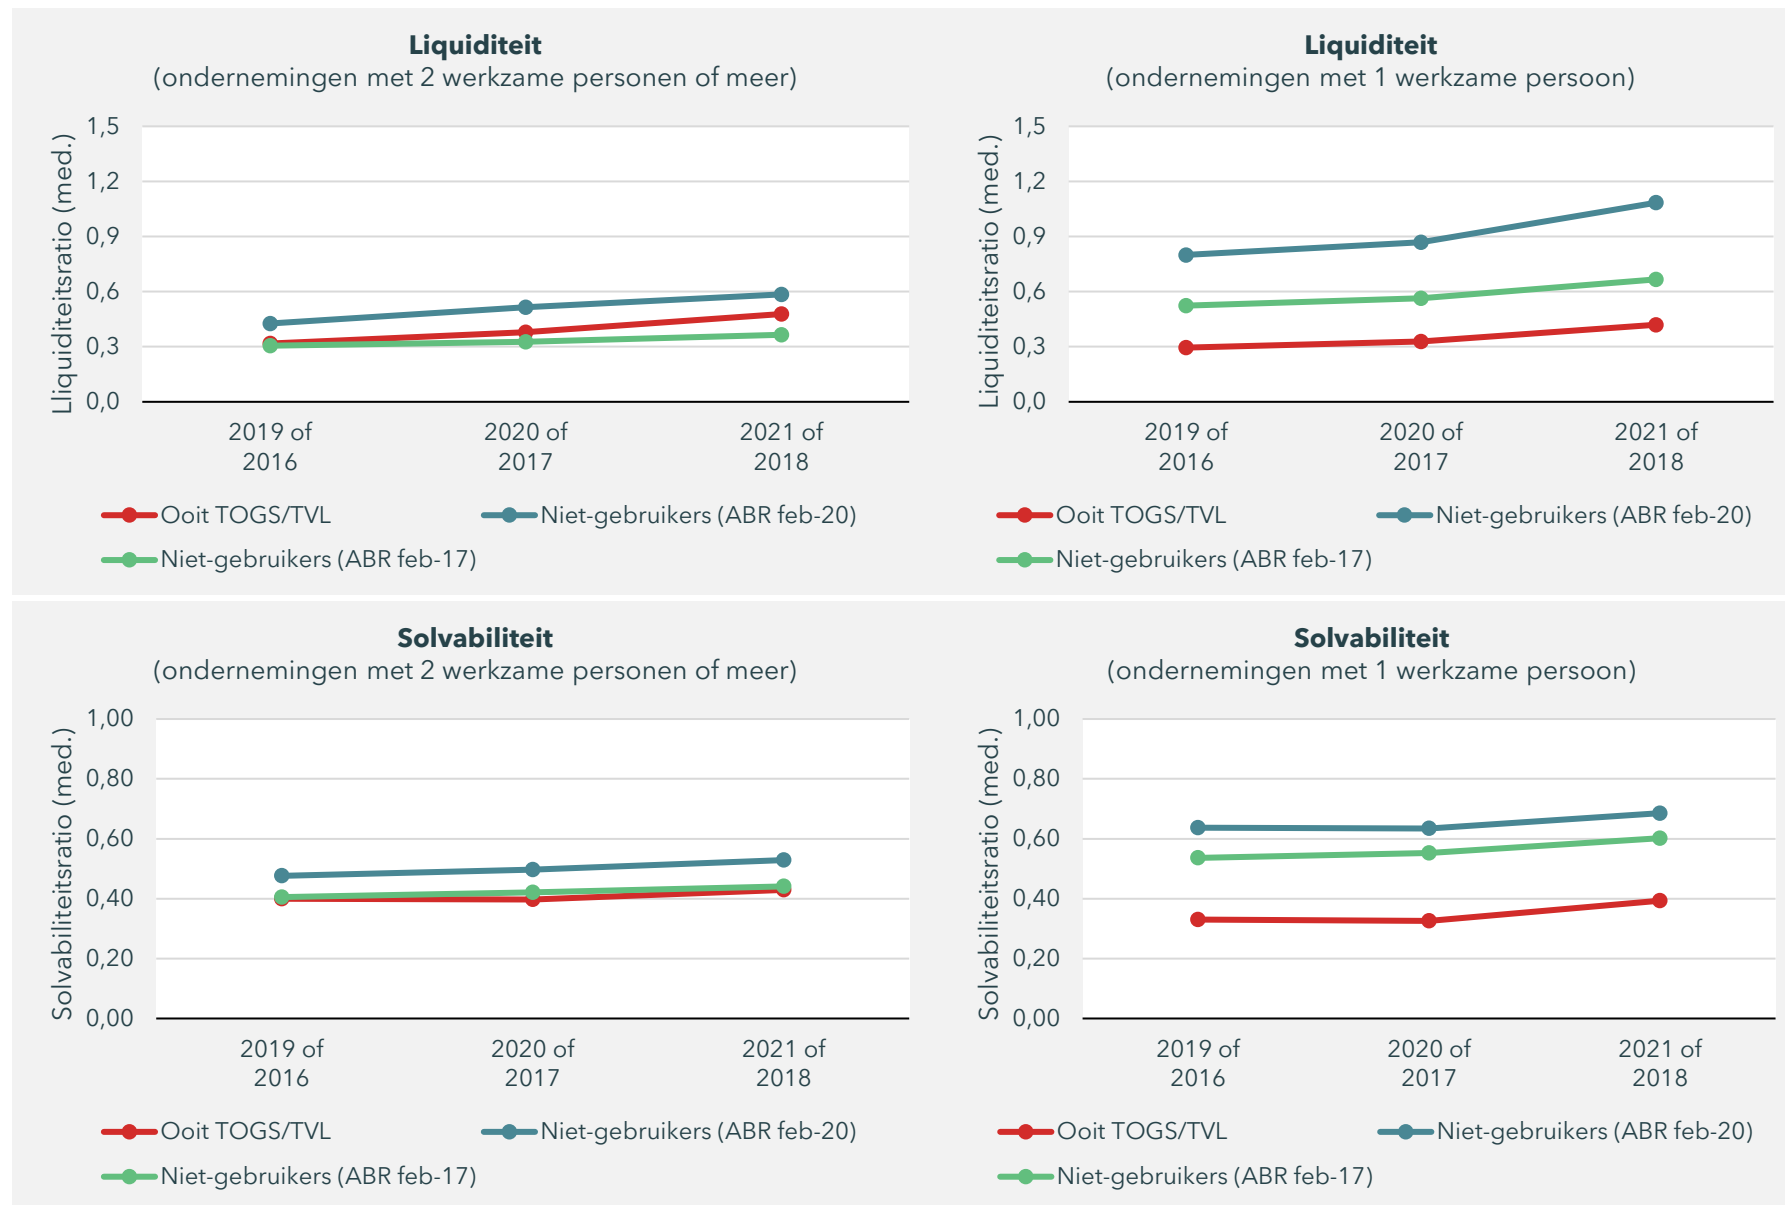 Liquiditeit
(ondernemingen met 2 werkzame personen of meer)
Lliquiditeitsratio (med.)
1,5
1,2
0,9
0,6
0,3
0,0
2019 of
2016
2020 of
2017
2021 of
2018
Ooit TOGS/TVL
Niet-gebruikers (ABR feb-20)
Niet-gebruikers (ABR feb-17)
Liquiditeit
(ondernemingen met 1 werkzame persoon)
Liquiditeitsratio (med.)
1,5
1,2
0,9
0,6
0,3
0,0
2019 of
2016
2020 of
2017
2021 of
2018
Ooit TOGS/TVL
Niet-gebruikers (ABR feb-20)
Niet-gebruikers (ABR feb-17)
Solvabiliteit
(ondernemingen met 2 werkzame personen of meer)
Solvabiliteitsratio (med.)
1,00
0,80
0,60
0,40
0,20
0,00
2019 of
2016
2020 of
2017
2021 of
2018
Ooit TOGS/TVL
Niet-gebruikers (ABR feb-20)
Niet-gebruikers (ABR feb-17)
Solvabiliteit
(ondernemingen met 1 werkzame persoon)
Solvabiliteitsratio (med.)
1,00
0,80
0,60
0,40
0,20
0,00
2019 of
2016
2020 of
2017
2021 of
2018
Ooit TOGS/TVL
Niet-gebruikers (ABR feb-20)
Niet-gebruikers (ABR feb-17)